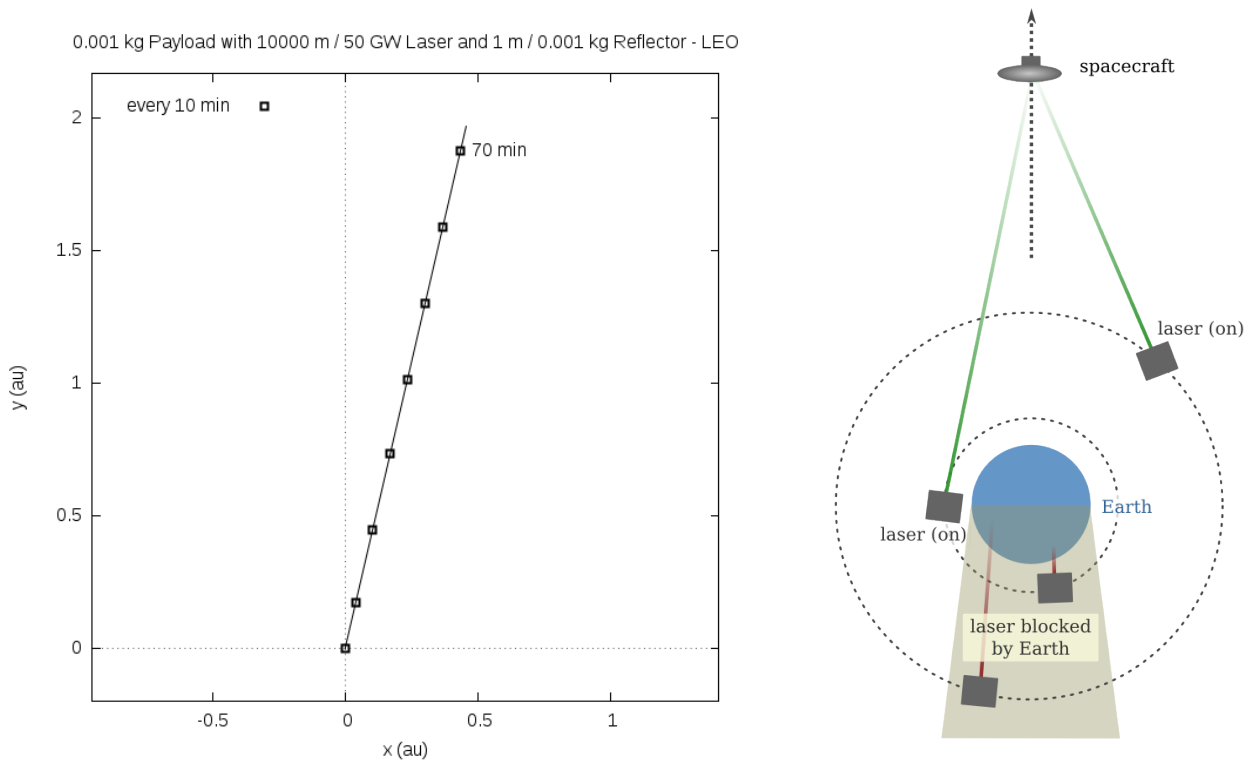 0.001 kg Payload with 10000 m / 50 GW Laser and 1 m / 0.001 kg Reflector - LEO
every 10 min
70 min
2
1.5
1
0.5
0
-0.5
0
0.5
1
x (au)
y (au)
spacecraft
laser (on)
Earth
laser (on)
laser blocked
by Earth